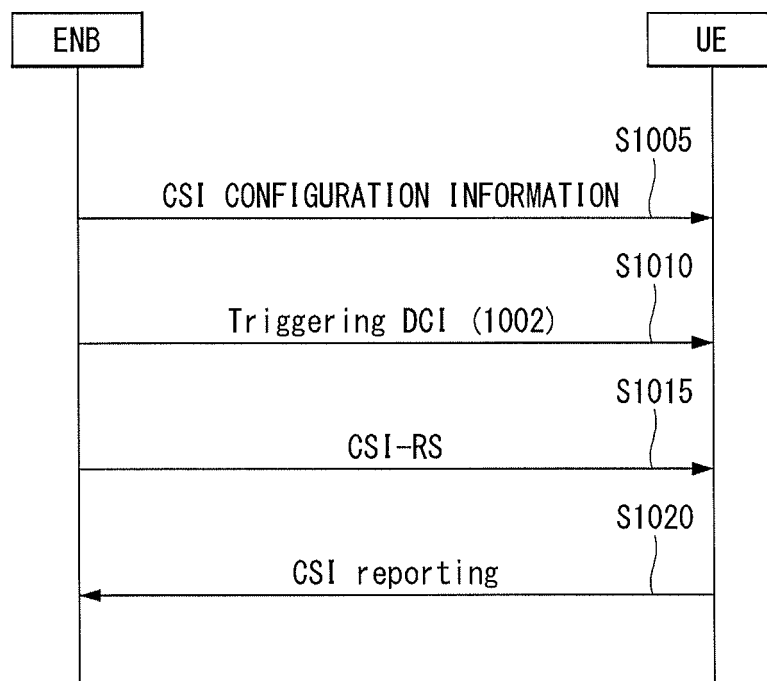 ENB
UE
S1005
CSI CONFIGURATION INFORMATION
S1010
Triggering DCI (1002)
S1015
CSI-RS
S1020
CSI reporting